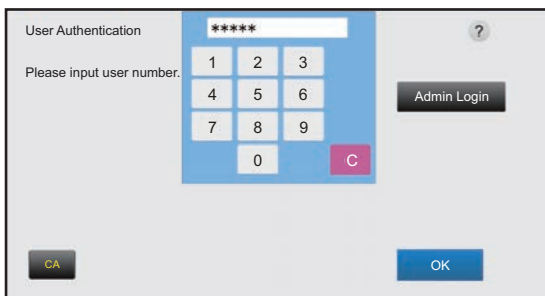 User Authentication
*****
?
Please input user number.
1 2 3
4 5 6
Admin Login
7 8 9
0 C
CA
OK